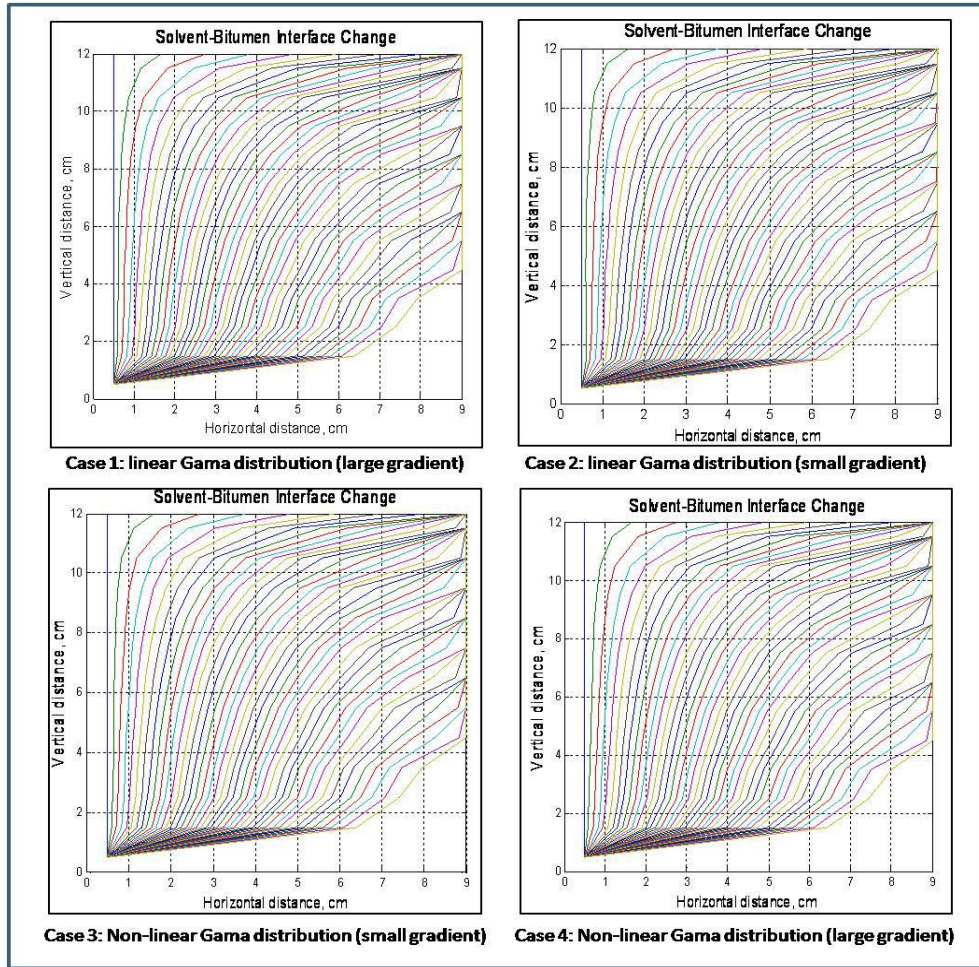 Solvent-Bitumen Interface Change
12
10
8
6
4
2
0
Vertical distance, cm
0 1 2 3 4 5 6 7 8 9
Horizontal distance, cm
Case 1: linear Gama distribution (large gradient)
Solvent-Bitumen Interface Change
12
10
8
6
4
2
0
Vertical distance, cm
0 1 2 3 4 5 6 7 8 9
Horizontal distance, cm
Case 2: linear Gama distribution (small gradient)
Solvent-Bitumen Interface Change
12
10
8
6
4
2
0
Vertical distance, cm
0 1 2 3 4 5 6 7 8 9
Horizontal distance, cm
Case 3: Non-linear Gama distribution (small gradient)
Solvent-Bitumen Interface Change
12
10
8
6
4
2
0
Vertical distance, cm
0 1 2 3 4 5 6 7 8 9
Horizontal distance, cm
Case 4: Non-linear Gama distribution (large gradient)